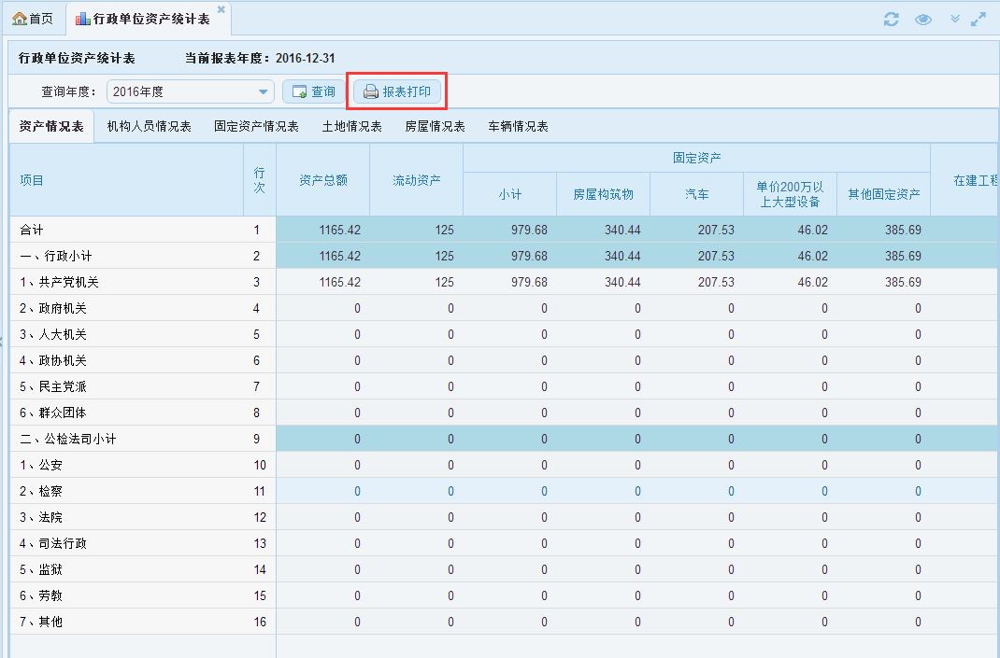 首页 行政单位资产统计表
行政单位资产统计表 当前报表年度：2016-12-31
查询年度： 2016年度 查询 报表打印
资产情况表 机构人员情况表 固定资产情况表 土地情况表 房屋情况表 车辆情况表
项目 行次 资产总额 流动资产 固定资产 在建工程
小计 房屋构筑物 汽车 单价200万以上大型设备 其他固定资产
合计 1 1165.42 125 979.68 340.44 207.53 46.02 385.69
一、行政小计 2 1165.42 125 979.68 340.44 207.53 46.02 385.69
1、共产党机关 3 1165.42 125 979.68 340.44 207.53 46.02 385.69
2、政府机关 4 0 0 0 0 0 0 0
3、人大机关 5 0 0 0 0 0 0 0
4、政协机关 6 0 0 0 0 0 0 0
5、民主党派 7 0 0 0 0 0 0 0
6、群众团体 8 0 0 0 0 0 0 0
二、公检法司小计 9 0 0 0 0 0 0 0
1、公安 10 0 0 0 0 0 0 0
2、检察 11 0 0 0 0 0 0 0
3、法院 12 0 0 0 0 0 0 0
4、司法行政 13 0 0 0 0 0 0 0
5、监狱 14 0 0 0 0 0 0 0
6、劳教 15 0 0 0 0 0 0 0
7、其他 16 0 0 0 0 0 0 0